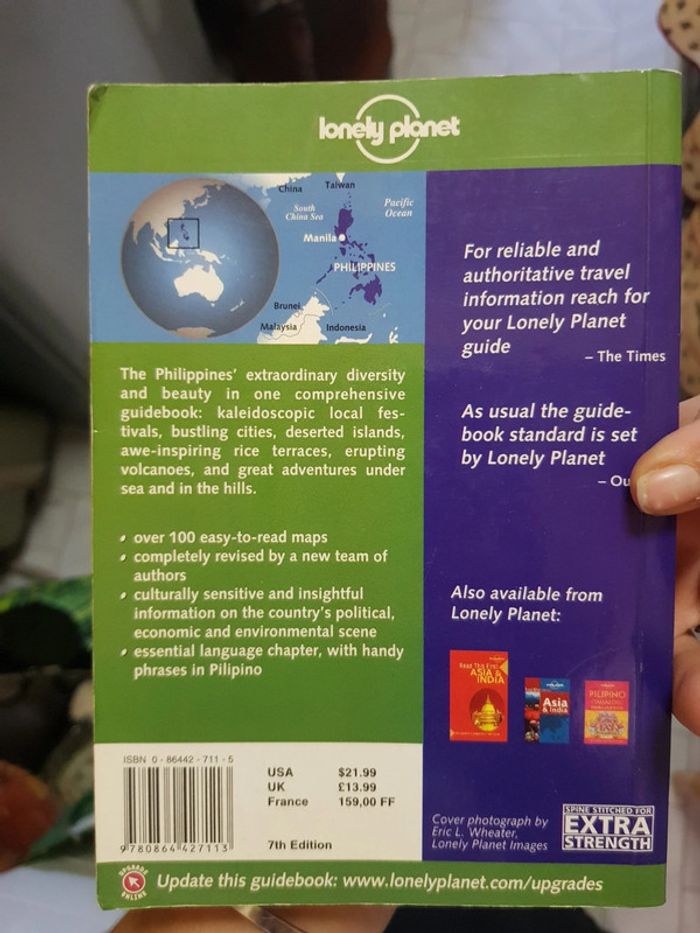 lonely planet
China
Taiwan
South
China Sea
Pacific
Ocean
Manila
PHILIPPINES
Brunei
Malaysia
Indonesia
The Philippines' extraordinary diversity
and beauty in one comprehensive
guidebook: kaleidoscopic local fes-
tivals, bustling cities, deserted islands,
awe-inspiring rice terraces, erupting
volcanoes, and great adventures under
sea and in the hills.
• over 100 easy-to-read maps
• completely revised by a new team of
authors
• culturally sensitive and insightful
information on the country's political,
economic and environmental scene
• essential language chapter, with handy
phrases in Pilipino
For reliable and
authoritative travel
information reach for
your Lonely Planet
guide
– The Times
As usual the guide-
book standard is set
by Lonely Planet
– Ou
Also available from
Lonely Planet:
Read This First
ASIA &
INDIA
Asia
& India
PILIPINO
ISBN 0 - 86442 - 711 - 5
9 780864 427113
USA $21.99
UK £13.99
France 159,00 FF
7th Edition
Cover photograph by
Eric L. Wheater,
Lonely Planet Images
SPINE STITCHED FOR
EXTRA
STRENGTH
UPGRADE
ONLINE
Update this guidebook: www.lonelyplanet.com/upgrades